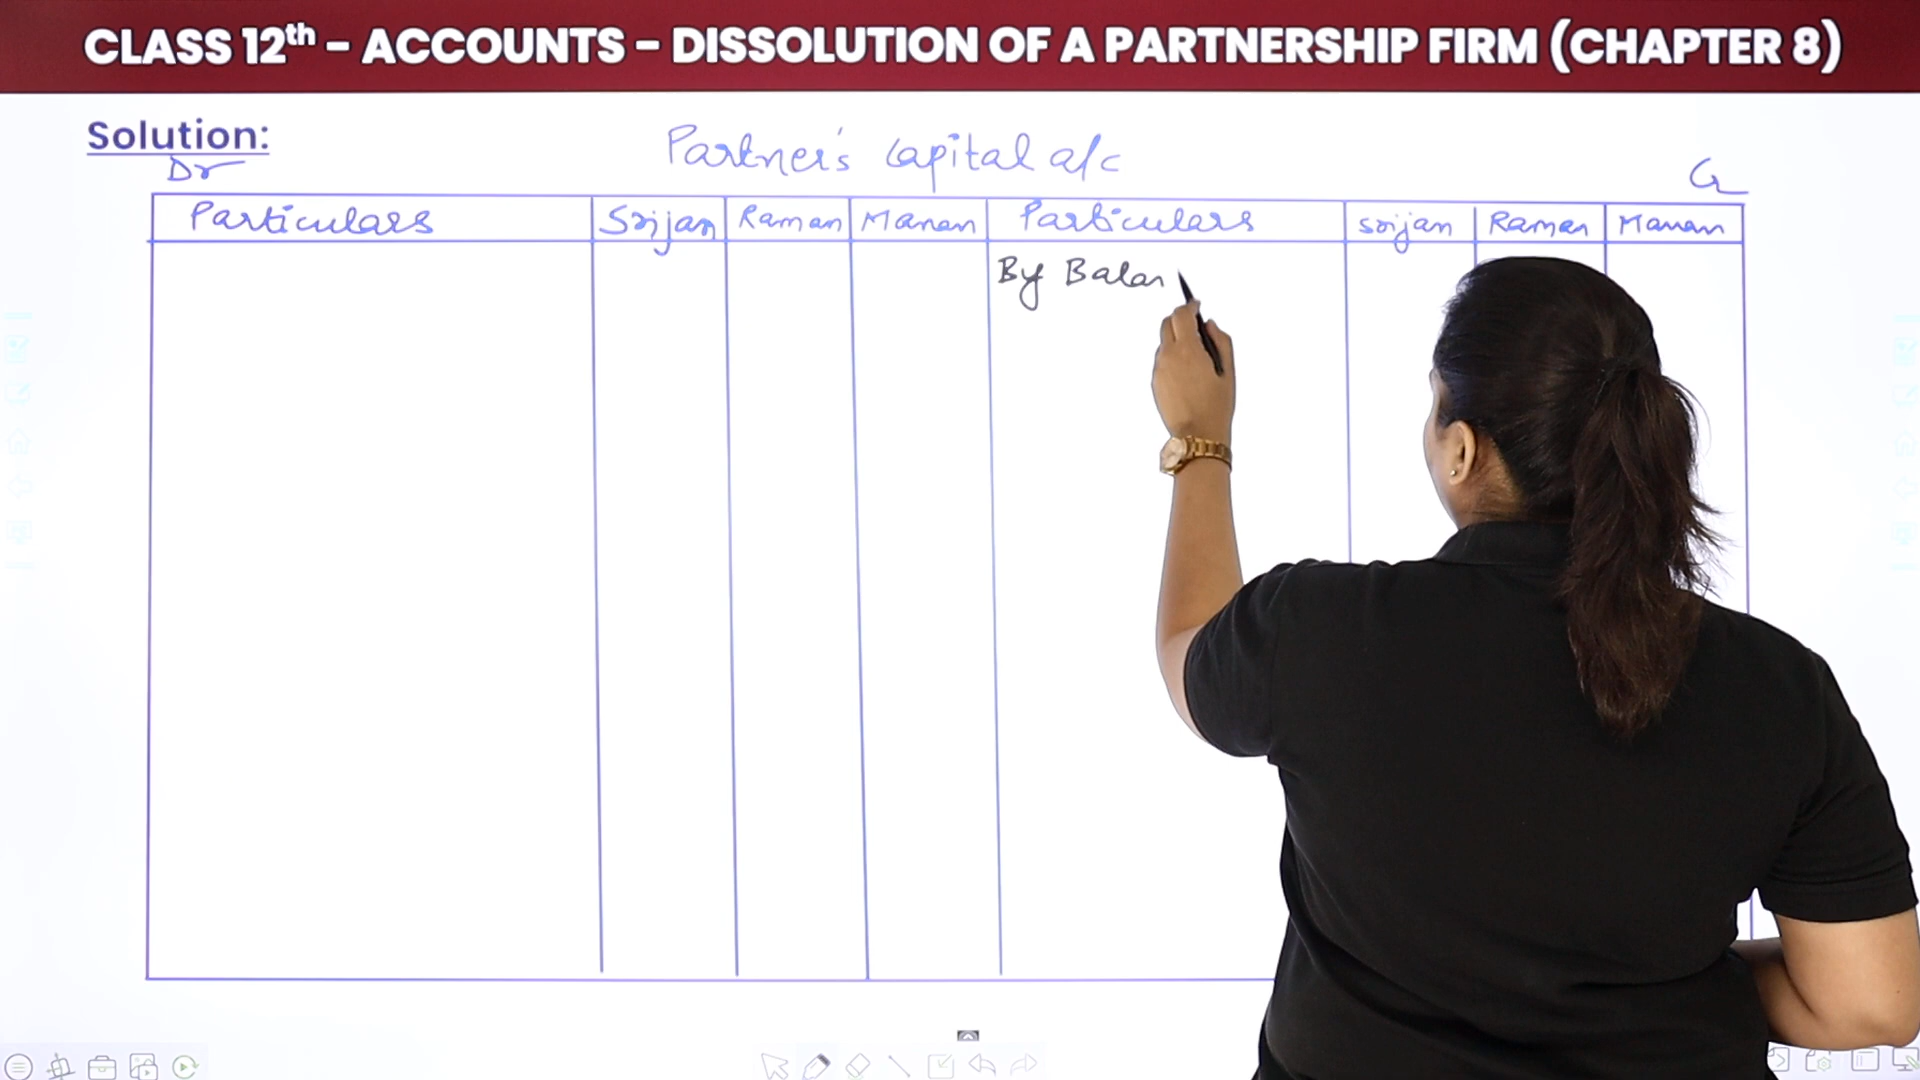 CLASS 12th - ACCOUNTS - DISSOLUTION OF A PARTNERSHIP FIRM (CHAPTER 8)
Solution:
Partner's Capital a/c
Dr
Cr
Particulars Srijan Raman Manan Particulars Srijan Raman Manan
By Balan